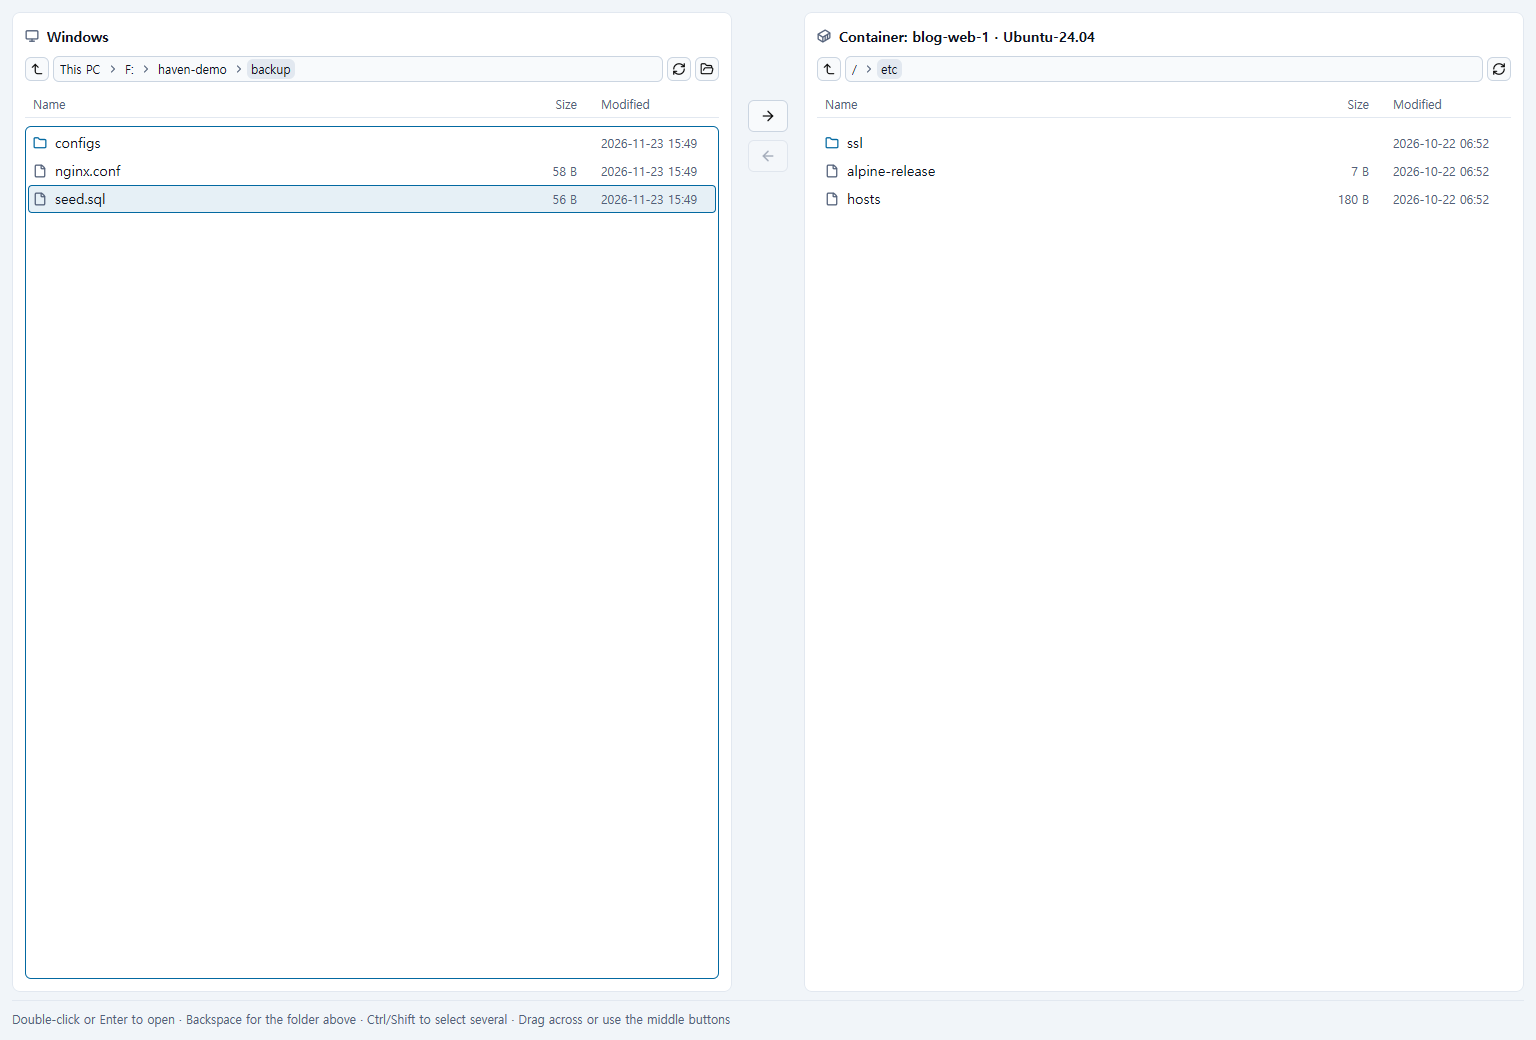 Windows
This PC > F: > haven-demo > backup
Name Size Modified
configs 2026-11-23 15:49
nginx.conf 58 B 2026-11-23 15:49
seed.sql 56 B 2026-11-23 15:49
Container: blog-web-1 · Ubuntu-24.04
/ > etc
Name Size Modified
ssl 2026-10-22 06:52
alpine-release 7 B 2026-10-22 06:52
hosts 180 B 2026-10-22 06:52
Double-click or Enter to open · Backspace for the folder above · Ctrl/Shift to select several · Drag across or use the middle buttons